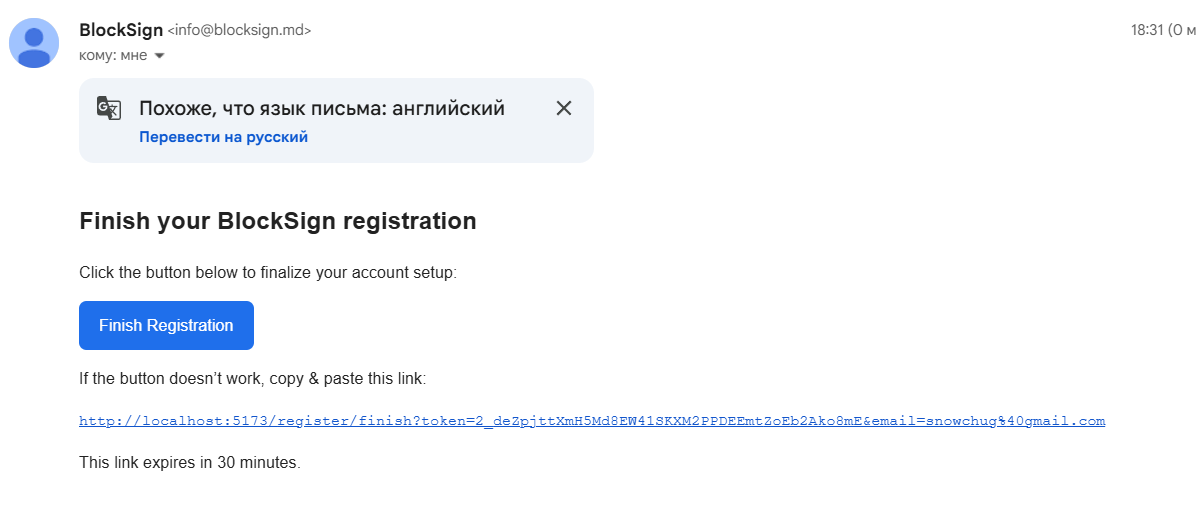 BlockSign <info@blocksign.md> 18:31 (0 м
кому: мне
Похоже, что язык письма: английский
Перевести на русский
Finish your BlockSign registration
Click the button below to finalize your account setup:
Finish Registration
If the button doesn’t work, copy & paste this link:
http://localhost:5173/register/finish?token=2_deZpjttXmH5Md8EW41SKXM2PPDEEmtZoEb2Ako8mE&email=snowchug%40gmail.com
This link expires in 30 minutes.